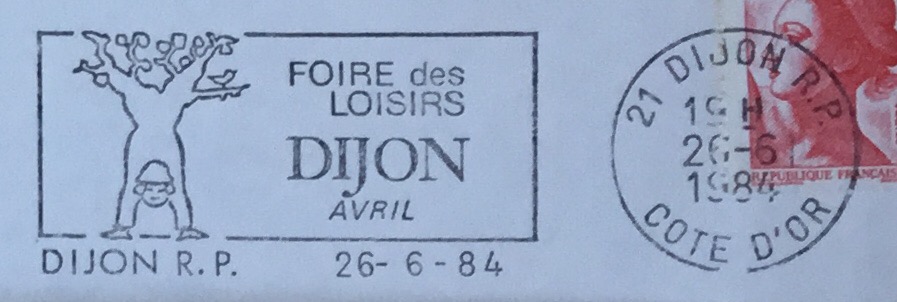 FOIRE des
LOISIRS
DIJON
AVRIL
DIJON R.P. 26- 6 - 84
21 DIJON R.P.
19 H
26-6
1984
COTE D'OR
REPUBLIQUE FRANÇAIS